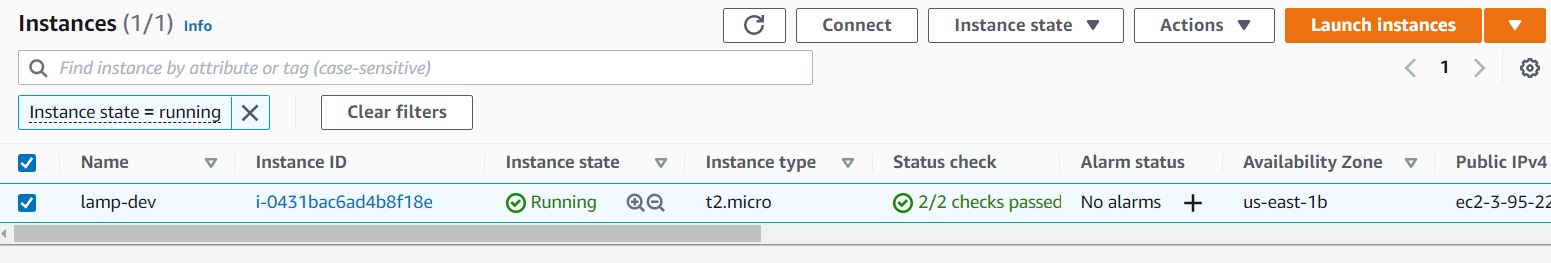 Instances (1/1) Info Connect Instance state Actions Launch instances
Find instance by attribute or tag (case-sensitive) 1
Instance state = running Clear filters
Name Instance ID Instance state Instance type Status check Alarm status Availability Zone Public IPv4
lamp-dev i-0431bac6ad4b8f18e Running t2.micro 2/2 checks passed No alarms us-east-1b ec2-3-95-22